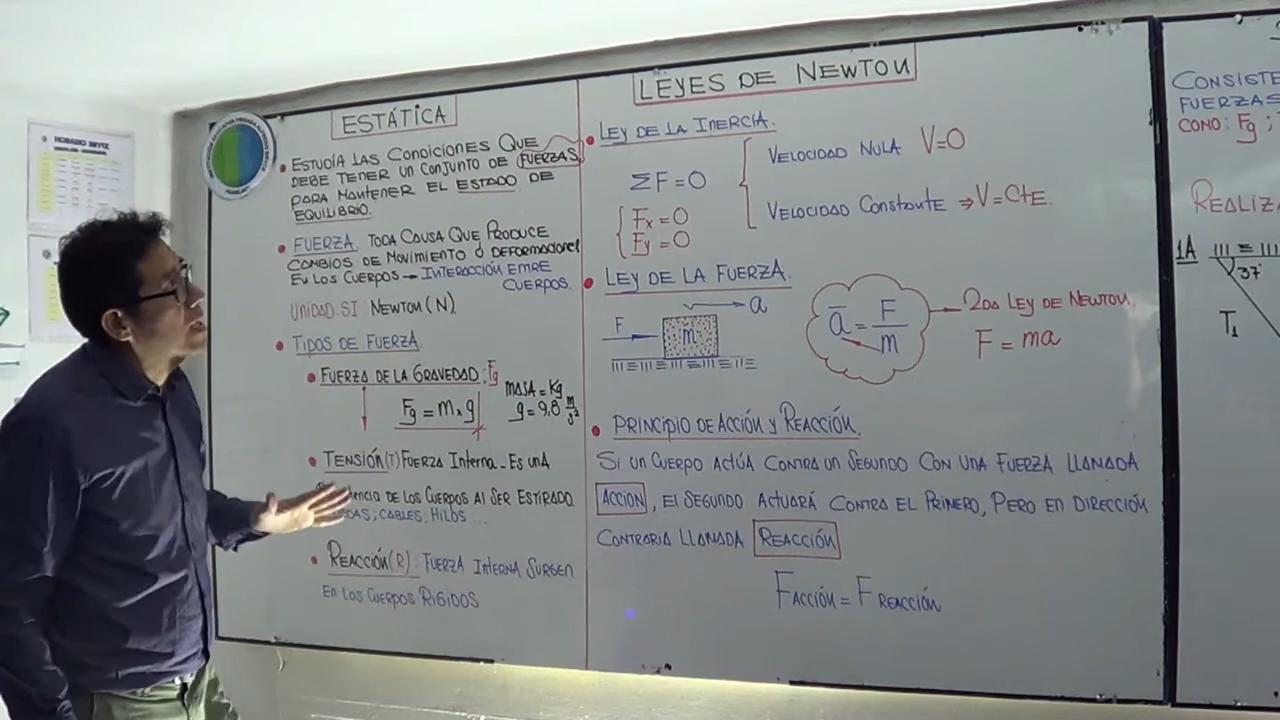 ESTÁTICA
• ESTUDIA LAS CONDICIONES QUE
DEBE TENER UN CONJUNTO DE FUERZAS
PARA MANTENER EL ESTADO DE
EQUILIBRIO.
• FUERZA. TODA CAUSA QUE PRODUCE
CAMBIOS DE MOVIMIENTO Ó DEFORMACIONES
EN LOS CUERPOS → INTERACCIÓN ENTRE
CUERPOS.
UNIDAD: SI NEWTON (N)
• TIPOS DE FUERZA.
• FUERZA DE LA GRAVEDAD: Fg
Fg = m x g
MASA = Kg
g = 9,8 m/s²
• TENSIÓN (T) FUERZA INTERNA - ES UNA
DE LOS CUERPOS AL SER ESTIRADO
CABLES, HILOS...
• REACCIÓN (R): FUERZA INTERNA SURGEN
EN LOS CUERPOS RIGIDOS
LEYES DE NEWTON
• LEY DE LA INERCIA.
ΣF = 0
Fx = 0
Fy = 0
VELOCIDAD NULA V=0
VELOCIDAD CONSTANTE ⇒ V=CTE.
• LEY DE LA FUERZA.
F
m
a
a = F/m
2DA LEY DE NEWTON.
F = ma
• PRINCIPIO DE ACCIÓN Y REACCIÓN.
SI UN CUERPO ACTÚA CONTRA UN SEGUNDO CON UNA FUERZA LLAMADA
ACCION, EL SEGUNDO ACTUARÁ CONTRA EL PRIMERO, PERO EN DIRECCIÓN
CONTRARIA LLAMADA REACCIÓN
F ACCIÓN = F REACCIÓN
CONSISTE
FUERZAS
COMO: Fg;
REALIZA
1A
37°
T1
HORARIO